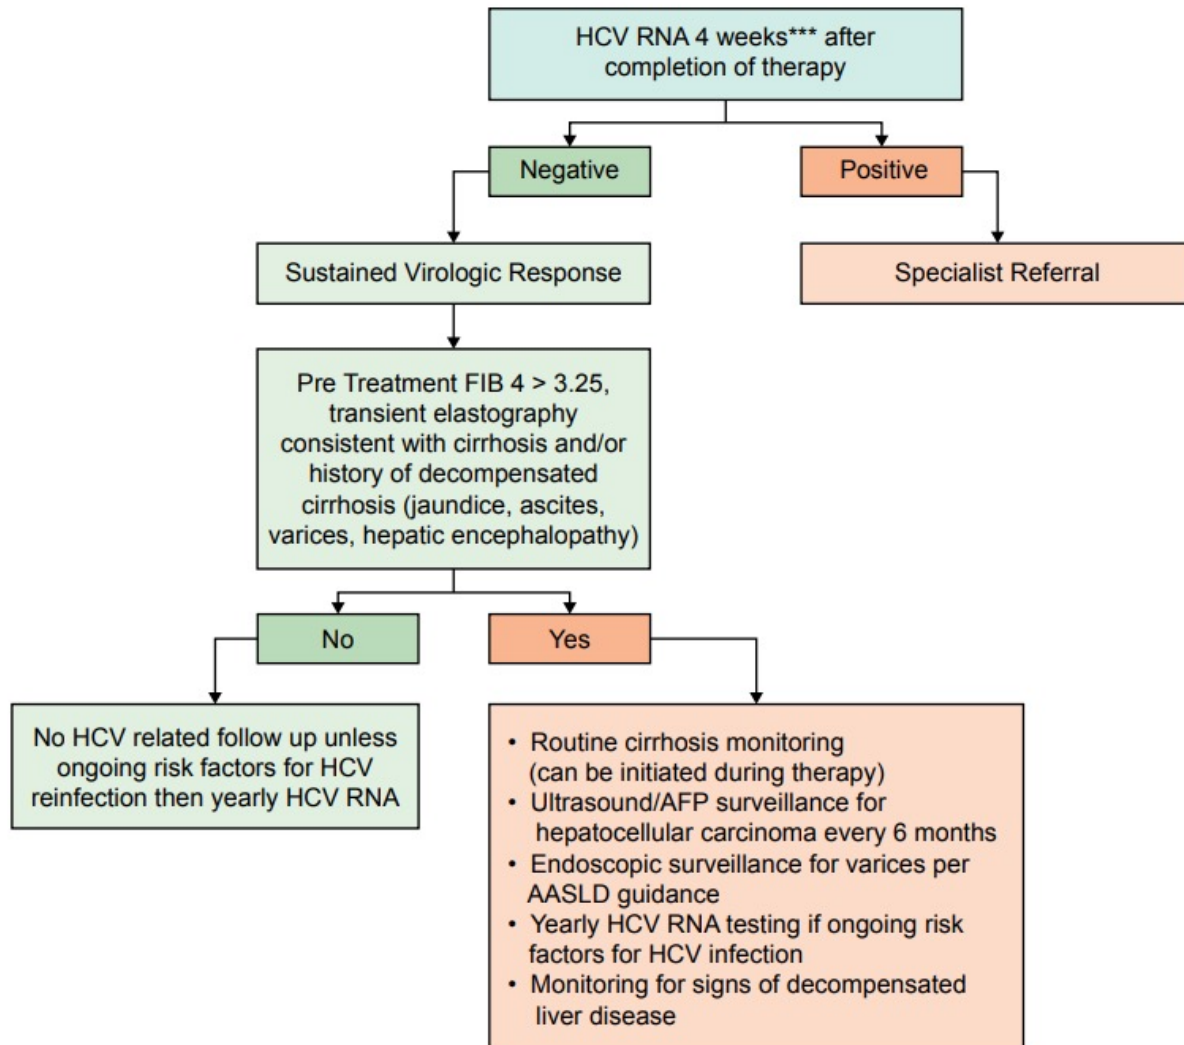 HCV RNA 4 weeks*** after
completion of therapy
Negative
Positive
Sustained Virologic Response
Specialist Referral
Pre Treatment FIB 4 > 3.25,
transient elastography
consistent with cirrhosis and/or
history of decompensated
cirrhosis (jaundice, ascites,
varices, hepatic encephalopathy)
No
Yes
No HCV related follow up unless
ongoing risk factors for HCV
reinfection then yearly HCV RNA
• Routine cirrhosis monitoring
(can be initiated during therapy)
• Ultrasound/AFP surveillance for
hepatocellular carcinoma every 6 months
• Endoscopic surveillance for varices per
AASLD guidance
• Yearly HCV RNA testing if ongoing risk
factors for HCV infection
• Monitoring for signs of decompensated
liver disease